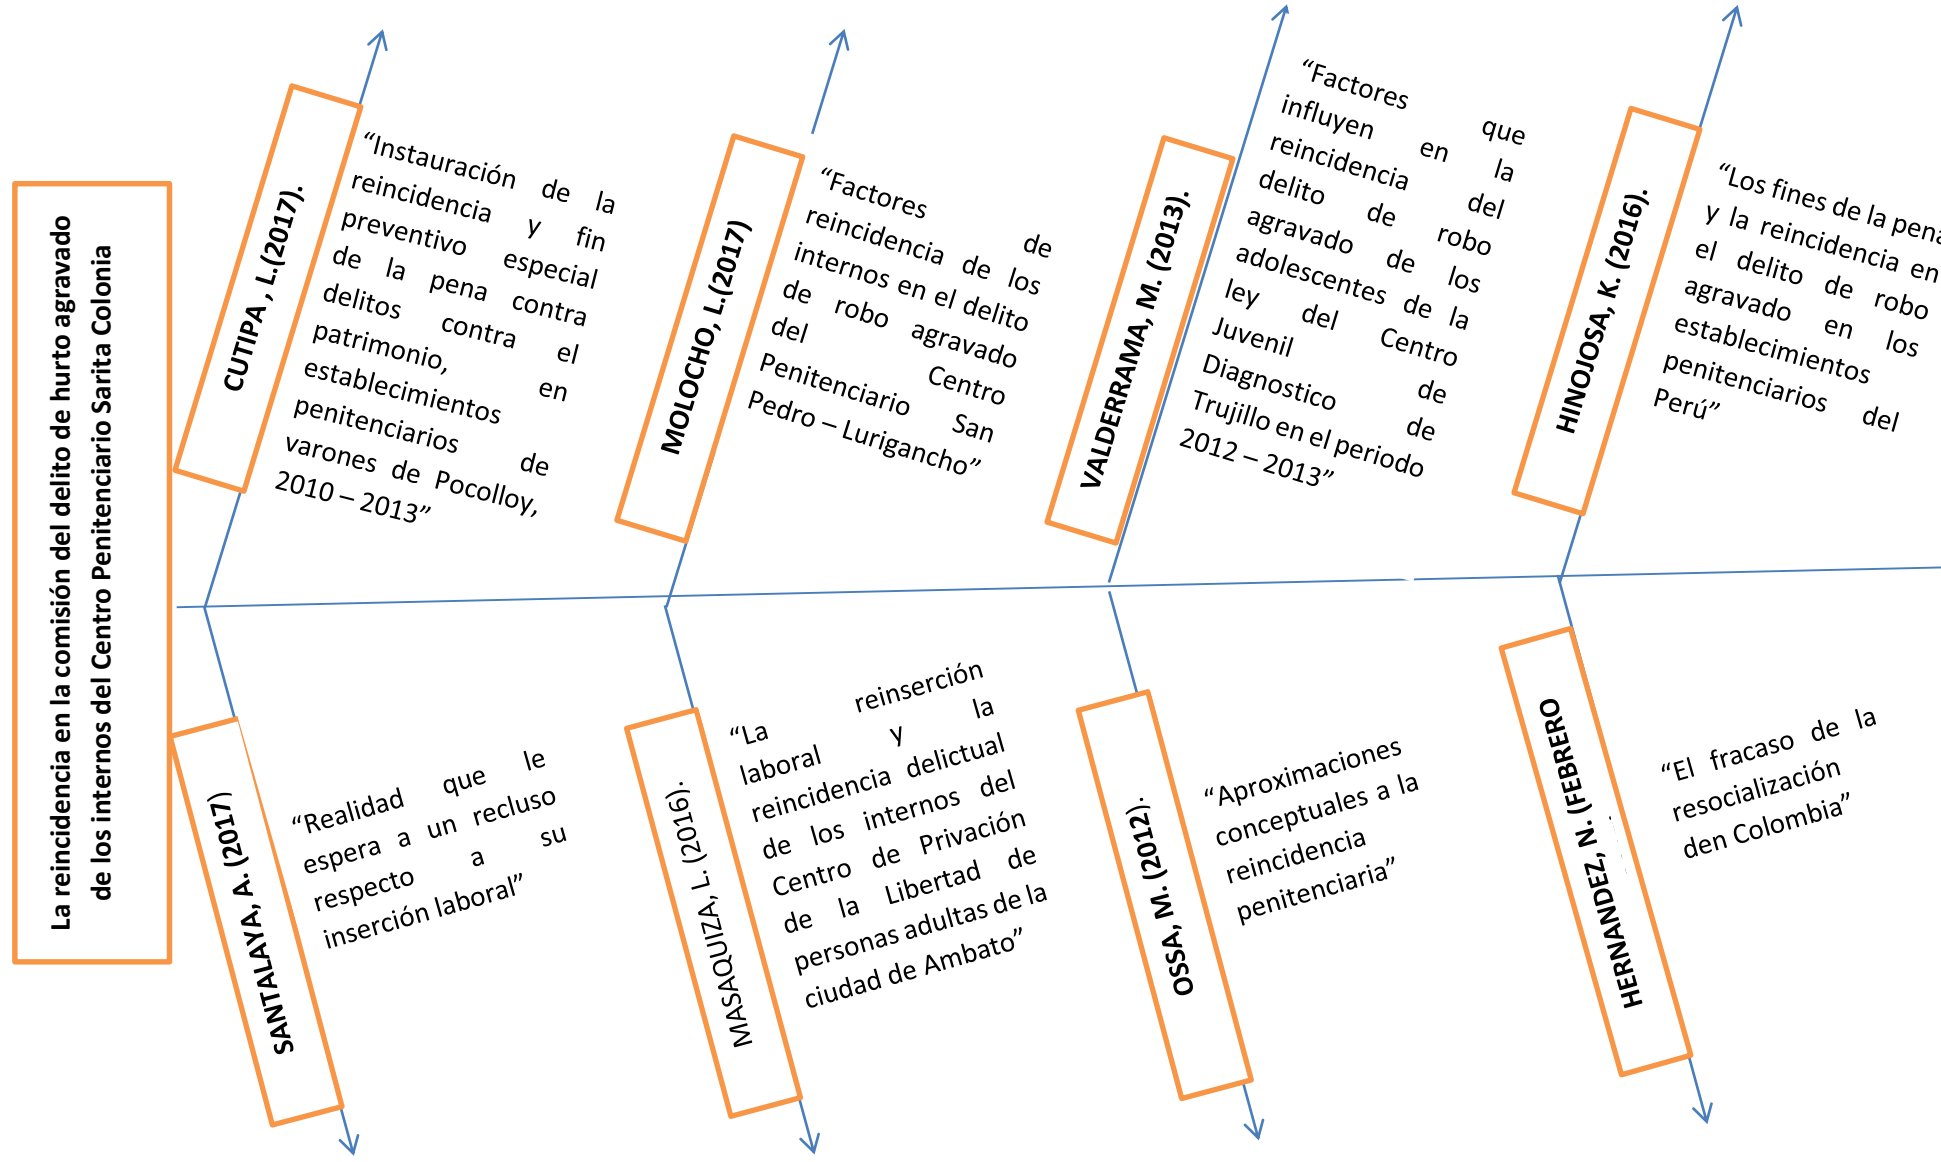 La reincidencia en la comisión del delito de hurto agravado
de los internos del Centro Penitenciario Sarita Colonia
CUTIPA , L.(2017).
“Instauración de la
reincidencia y fin
preventivo especial
de la pena contra
delitos contra el
patrimonio, en
establecimientos
penitenciarios de
varones de Pocolloy,
2010 – 2013”
MOLOCHO, L.(2017)
“Factores de
reincidencia de los
internos en el delito
de robo agravado
del Centro
Penitenciario San
Pedro – Lurigancho”
VALDERRAMA, M. (2013).
“Factores que
influyen en la
reincidencia del
delito de robo
agravado de los
adolescentes de la
ley del Centro
Juvenil de
Diagnostico de
Trujillo en el periodo
2012 – 2013”
HINOJOSA, K. (2016).
“Los fines de la pena
y la reincidencia en
el delito de robo
agravado en los
establecimientos
penitenciarios del
Perú”
SANTALAYA, A. (2017)
“Realidad que le
espera a un recluso
respecto a su
inserción laboral”
MASAQUIZA, L. (2016).
“La reinserción
laboral y la
reincidencia delictual
de los internos del
Centro de Privación
de la Libertad de
personas adultas de la
ciudad de Ambato”
OSSA, M. (2012).
“Aproximaciones
conceptuales a la
reincidencia
penitenciaria”
HERNANDEZ, N. (FEBRERO
“El fracaso de la
resocialización
den Colombia”